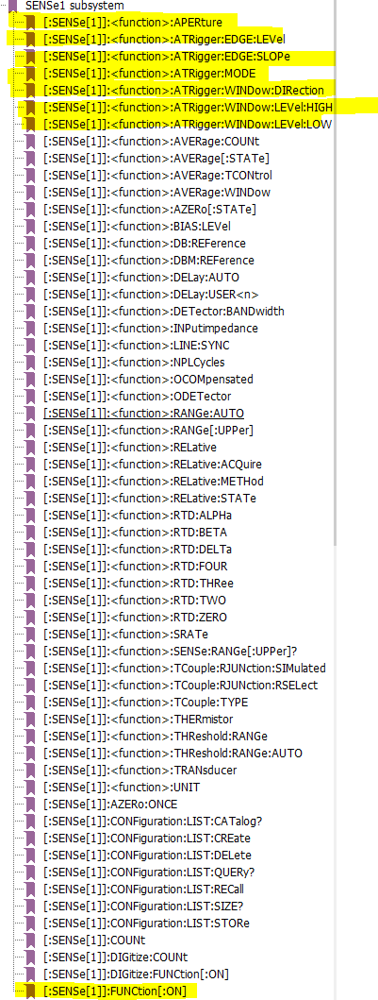 SENSe1 subsystem
[:SENSe[1]]:<function>:APERture
[:SENSe[1]]:<function>:ATRigger:EDGE:LEVel
[:SENSe[1]]:<function>:ATRigger:EDGE:SLOPe
[:SENSe[1]]:<function>:ATRigger:MODE
[:SENSe[1]]:<function>:ATRigger:WINDow:DIRection
[:SENSe[1]]:<function>:ATRigger:WINDow:LEVel:HIGH
[:SENSe[1]]:<function>:ATRigger:WINDow:LEVel:LOW
[:SENSe[1]]:<function>:AVERage:COUNt
[:SENSe[1]]:<function>:AVERage[:STATe]
[:SENSe[1]]:<function>:AVERage:TCONtrol
[:SENSe[1]]:<function>:AVERage:WINDow
[:SENSe[1]]:<function>:AZERo[:STATe]
[:SENSe[1]]:<function>:BIAS:LEVel
[:SENSe[1]]:<function>:DB:REFerence
[:SENSe[1]]:<function>:DBM:REFerence
[:SENSe[1]]:<function>:DELay:AUTO
[:SENSe[1]]:<function>:DELay:USER<n>
[:SENSe[1]]:<function>:DETector:BANDwidth
[:SENSe[1]]:<function>:INPutimpedance
[:SENSe[1]]:<function>:LINE:SYNC
[:SENSe[1]]:<function>:NPLCycles
[:SENSe[1]]:<function>:OCOMpensated
[:SENSe[1]]:<function>:ODETector
[:SENSe[1]]:<function>:RANGe:AUTO
[:SENSe[1]]:<function>:RANGe[:UPPer]
[:SENSe[1]]:<function>:RELative
[:SENSe[1]]:<function>:RELative:ACQuire
[:SENSe[1]]:<function>:RELative:METHod
[:SENSe[1]]:<function>:RELative:STATe
[:SENSe[1]]:<function>:RTD:ALPHa
[:SENSe[1]]:<function>:RTD:BETA
[:SENSe[1]]:<function>:RTD:DELTa
[:SENSe[1]]:<function>:RTD:FOUR
[:SENSe[1]]:<function>:RTD:THRee
[:SENSe[1]]:<function>:RTD:TWO
[:SENSe[1]]:<function>:RTD:ZERO
[:SENSe[1]]:<function>:SRATe
[:SENSe[1]]:<function>:SENSe:RANGe[:UPPer]?
[:SENSe[1]]:<function>:TCouple:RJUNction:SIMulated
[:SENSe[1]]:<function>:TCouple:RJUNction:RSELect
[:SENSe[1]]:<function>:TCouple:TYPE
[:SENSe[1]]:<function>:THERmistor
[:SENSe[1]]:<function>:THReshold:RANGe
[:SENSe[1]]:<function>:THReshold:RANGe:AUTO
[:SENSe[1]]:<function>:TRANsducer
[:SENSe[1]]:<function>:UNIT
[:SENSe[1]]:AZERo:ONCE
[:SENSe[1]]:CONFiguration:LIST:CATalog?
[:SENSe[1]]:CONFiguration:LIST:CREate
[:SENSe[1]]:CONFiguration:LIST:DELete
[:SENSe[1]]:CONFiguration:LIST:QUERy?
[:SENSe[1]]:CONFiguration:LIST:RECall
[:SENSe[1]]:CONFiguration:LIST:SIZE?
[:SENSe[1]]:CONFiguration:LIST:STORe
[:SENSe[1]]:COUNt
[:SENSe[1]]:DIGitize:COUNt
[:SENSe[1]]:DIGitize:FUNCtion[:ON]
[:SENSe[1]]:FUNCtion[:ON]